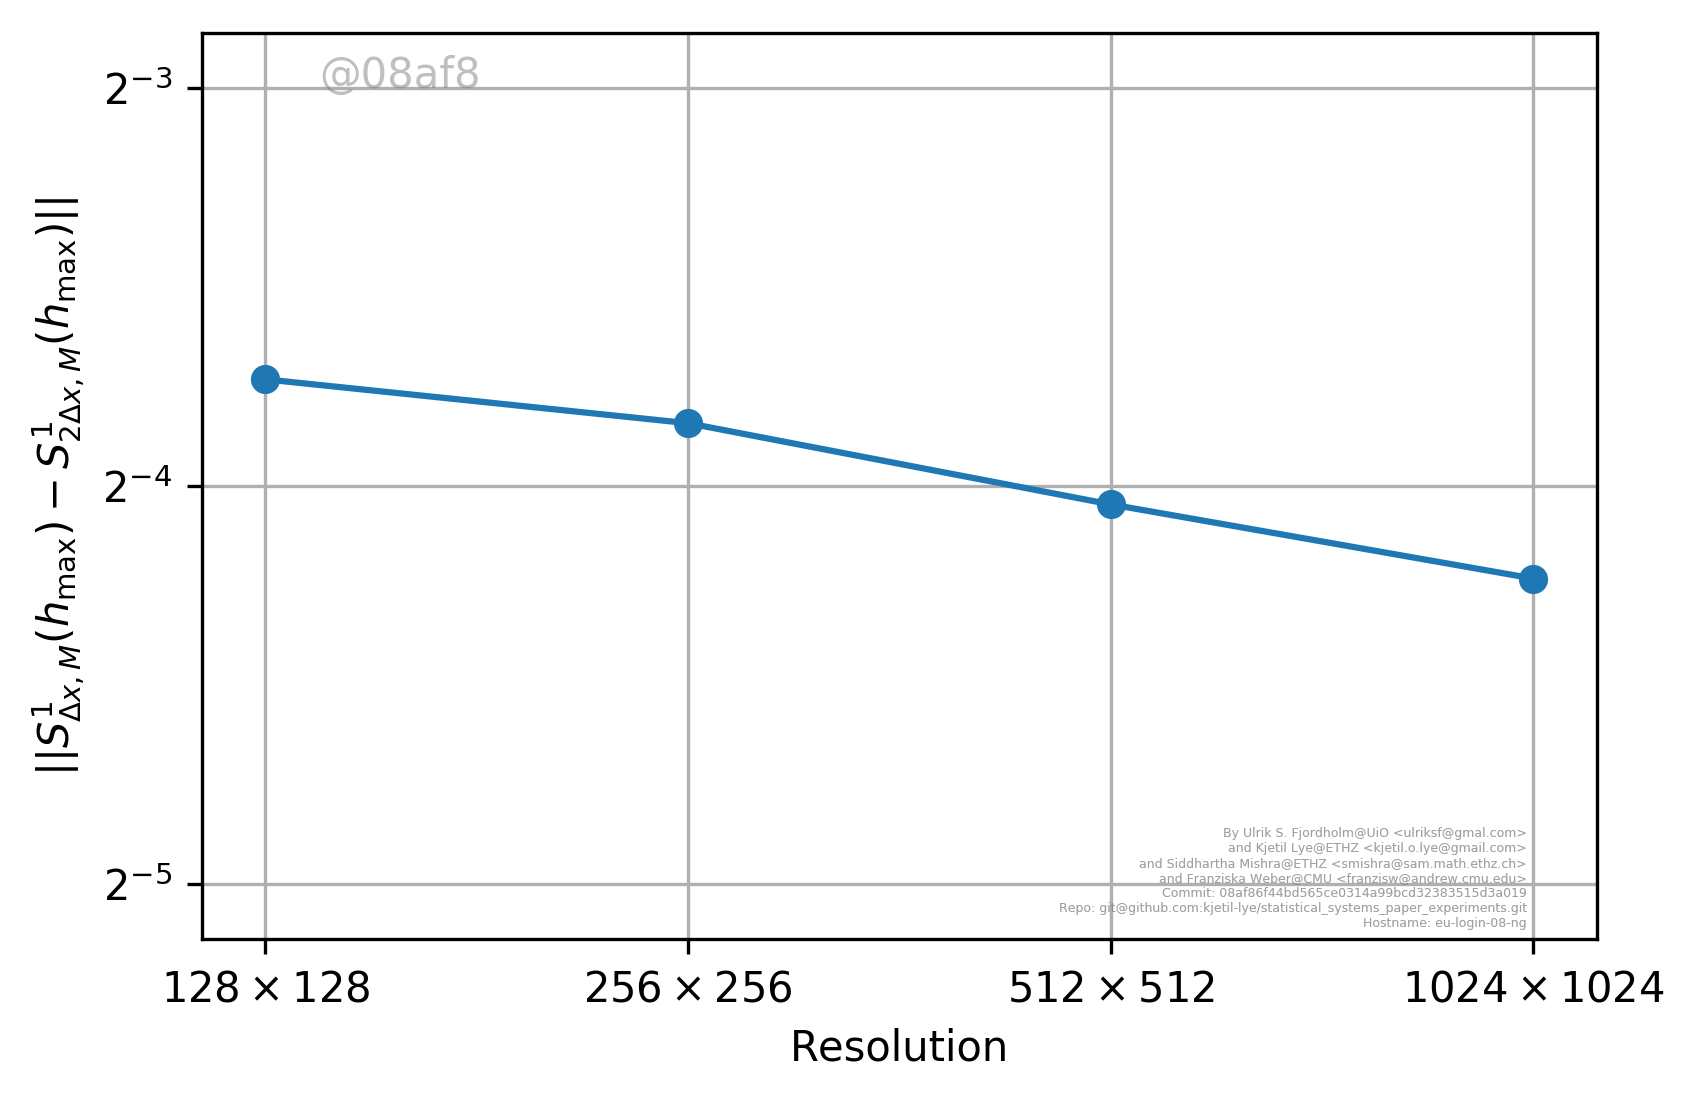 @08af8
2⁻³
2⁻⁴
2⁻⁵
||S¹_{Δx,M}(h_max) − S¹_{2Δx,M}(h_max)||
By Ulrik S. Fjordholm@UiO <ulriksf@gmal.com>
and Kjetil Lye@ETHZ <kjetil.o.lye@gmail.com>
and Siddhartha Mishra@ETHZ <smishra@sam.math.ethz.ch>
and Franziska Weber@CMU <franzisw@andrew.cmu.edu>
Commit: 08af86f44bd565ce0314a99bcd32383515d3a019
Repo: git@github.com:kjetil-lye/statistical_systems_paper_experiments.git
Hostname: eu-login-08-ng
128 × 128
256 × 256
512 × 512
1024 × 1024
Resolution